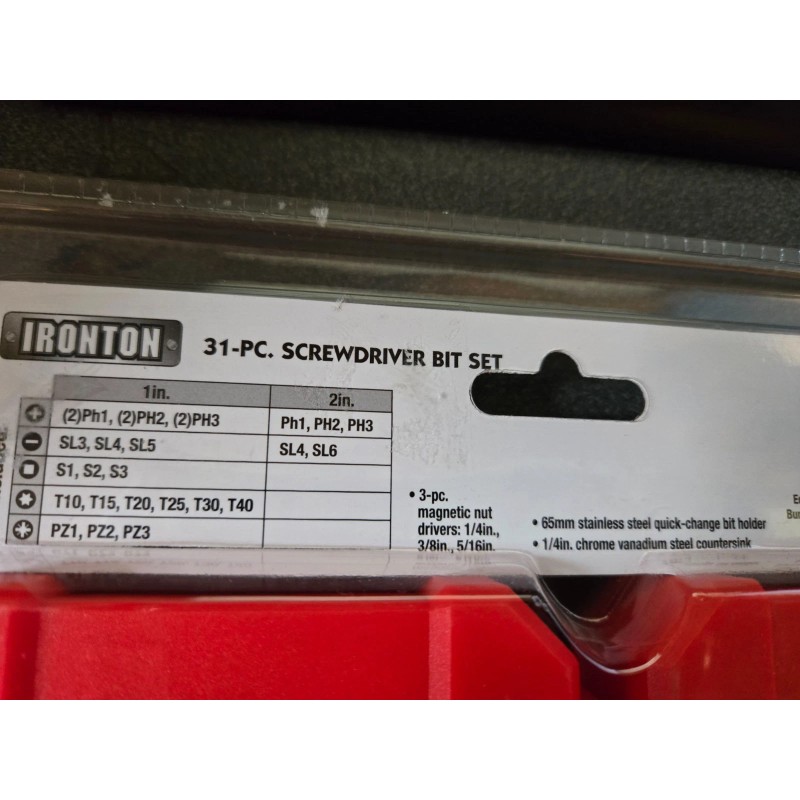 IRONTON
31-PC. SCREWDRIVER BIT SET
1in. 2in.
(2)Ph1, (2)PH2, (2)PH3 Ph1, PH2, PH3
SL3, SL4, SL5 SL4, SL6
S1, S2, S3
T10, T15, T20, T25, T30, T40
PZ1, PZ2, PZ3
• 3-pc.
magnetic nut
drivers: 1/4in.,
3/8in., 5/16in.
• 65mm stainless steel quick-change bit holder
• 1/4in. chrome vanadium steel countersink